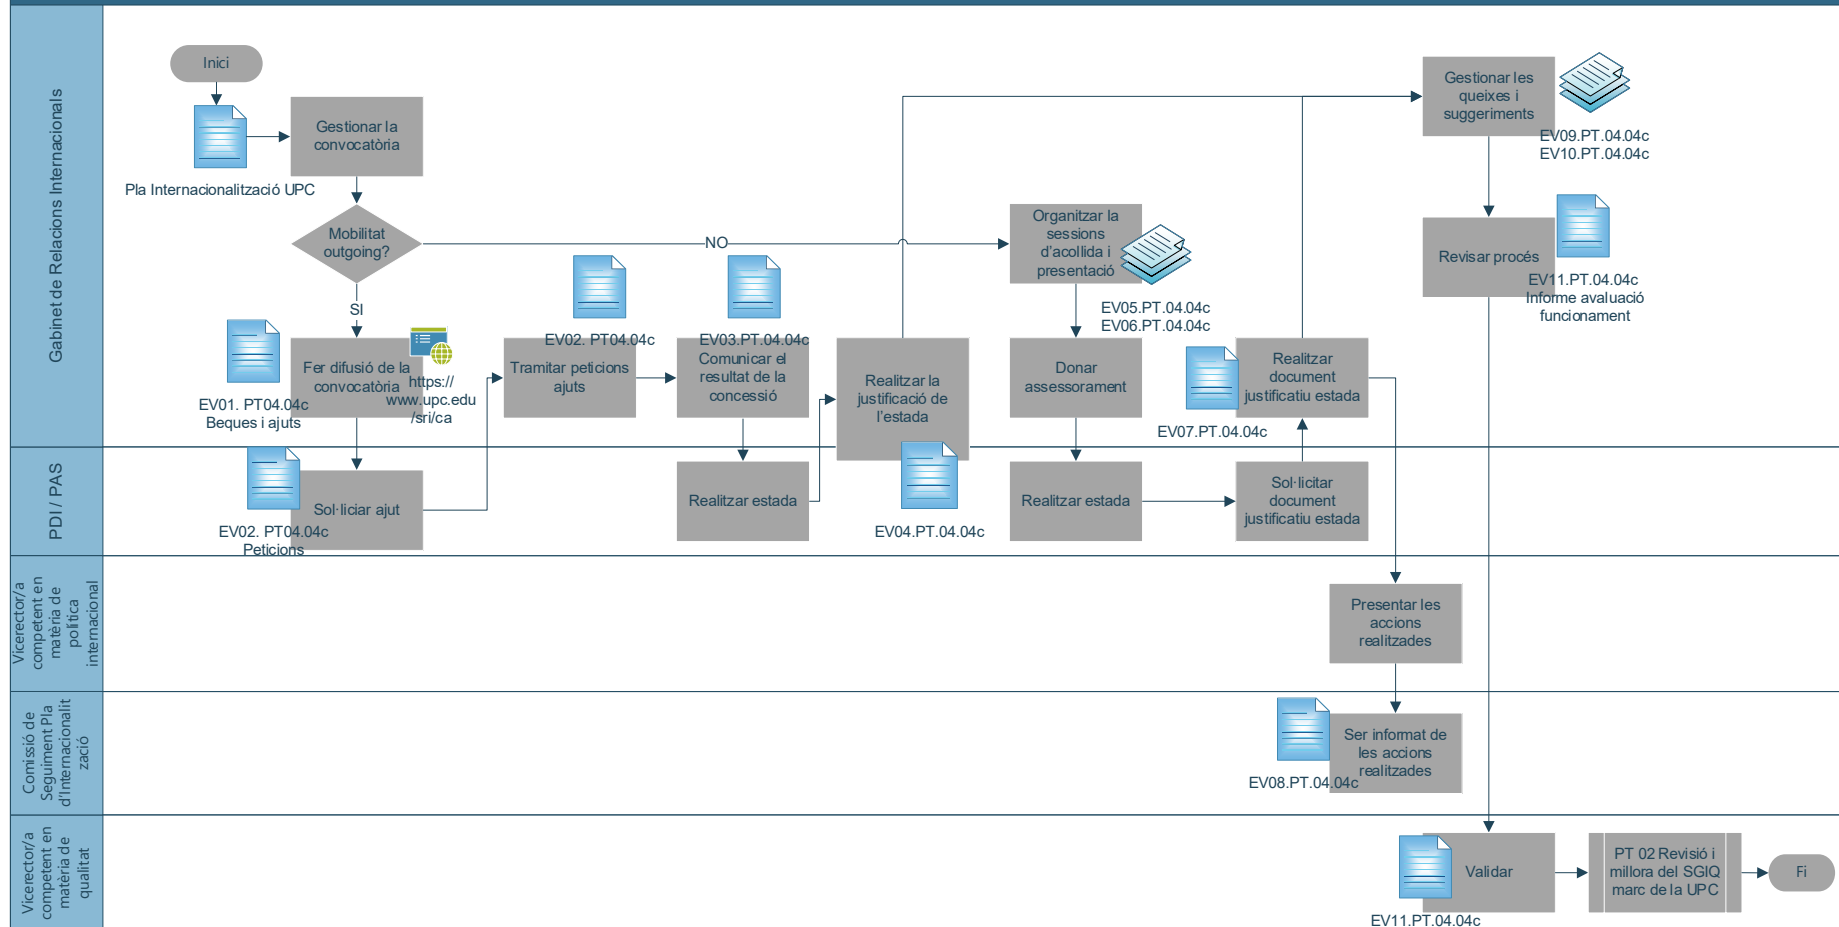 Gabinet de Relacions Internacionals
Inici
Pla Internacionalització UPC
Gestionar la
convocatòria
Mobilitat
outgoing?
NO
SI
EV01. PT04.04c
Beques i ajuts
Fer difusió de la
convocatòria
https://
www.upc.edu
/sri/ca
EV02. PT04.04c
Tramitar peticions
ajuts
EV03.PT.04.04c
Comunicar el
resultat de la
concessió
Realitzar la
justificació de
l'estada
EV04.PT.04.04c
Organitzar la
sessions
d'acollida i
presentació
EV05.PT.04.04c
EV06.PT.04.04c
Donar
assessorament
Realitzar
document
justificatiu estada
EV07.PT.04.04c
Gestionar les
queixes i
suggeriments
EV09.PT.04.04c
EV10.PT.04.04c
Revisar procés
EV11.PT.04.04c
Informe avaluació
funcionament
PDI / PAS
Sol·liciar ajut
EV02. PT04.04c
Peticions
Realitzar estada
Realitzar estada
Sol·licitar
document
justificatiu estada
Vicerector/a
competent en
matèria de
política
internacional
Presentar les
accions
realitzades
Comissió de
Seguiment Pla
d'Internacionalit
zació
Ser informat de
les accions
realitzades
EV08.PT.04.04c
Vicerector/a
competent en
matèria de
qualitat
Validar
EV11.PT.04.04c
PT 02 Revisió i
millora del SGIQ
marc de la UPC
Fi